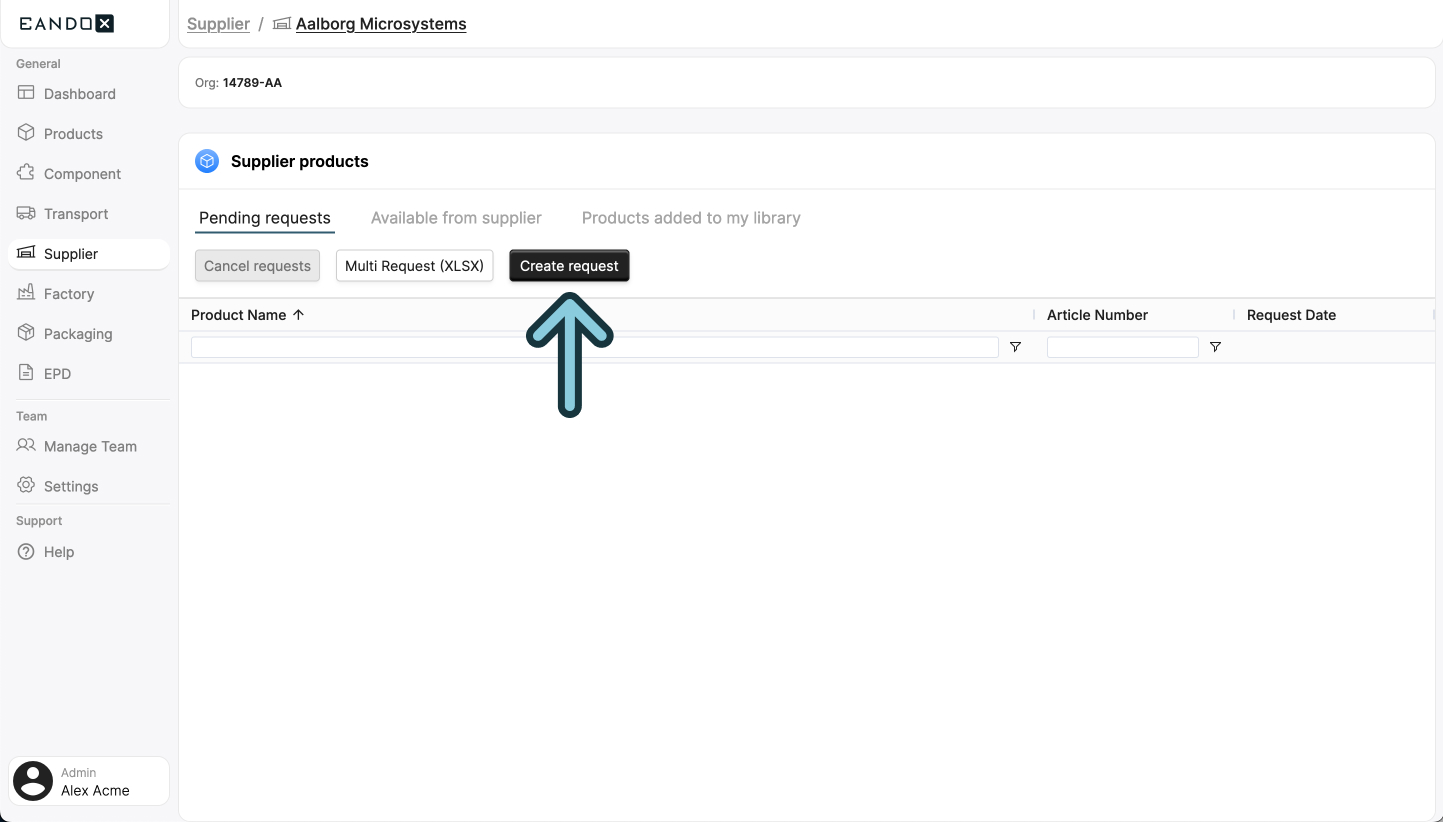 EANDOX
Supplier / Aalborg Microsystems
General
Org: 14789-AA
Dashboard
Products
Component
Transport
Supplier
Factory
Packaging
EPD
Team
Manage Team
Settings
Support
Help
Admin
Alex Acme
Supplier products
Pending requests Available from supplier Products added to my library
Cancel requests Multi Request (XLSX) Create request
Product Name Article Number Request Date